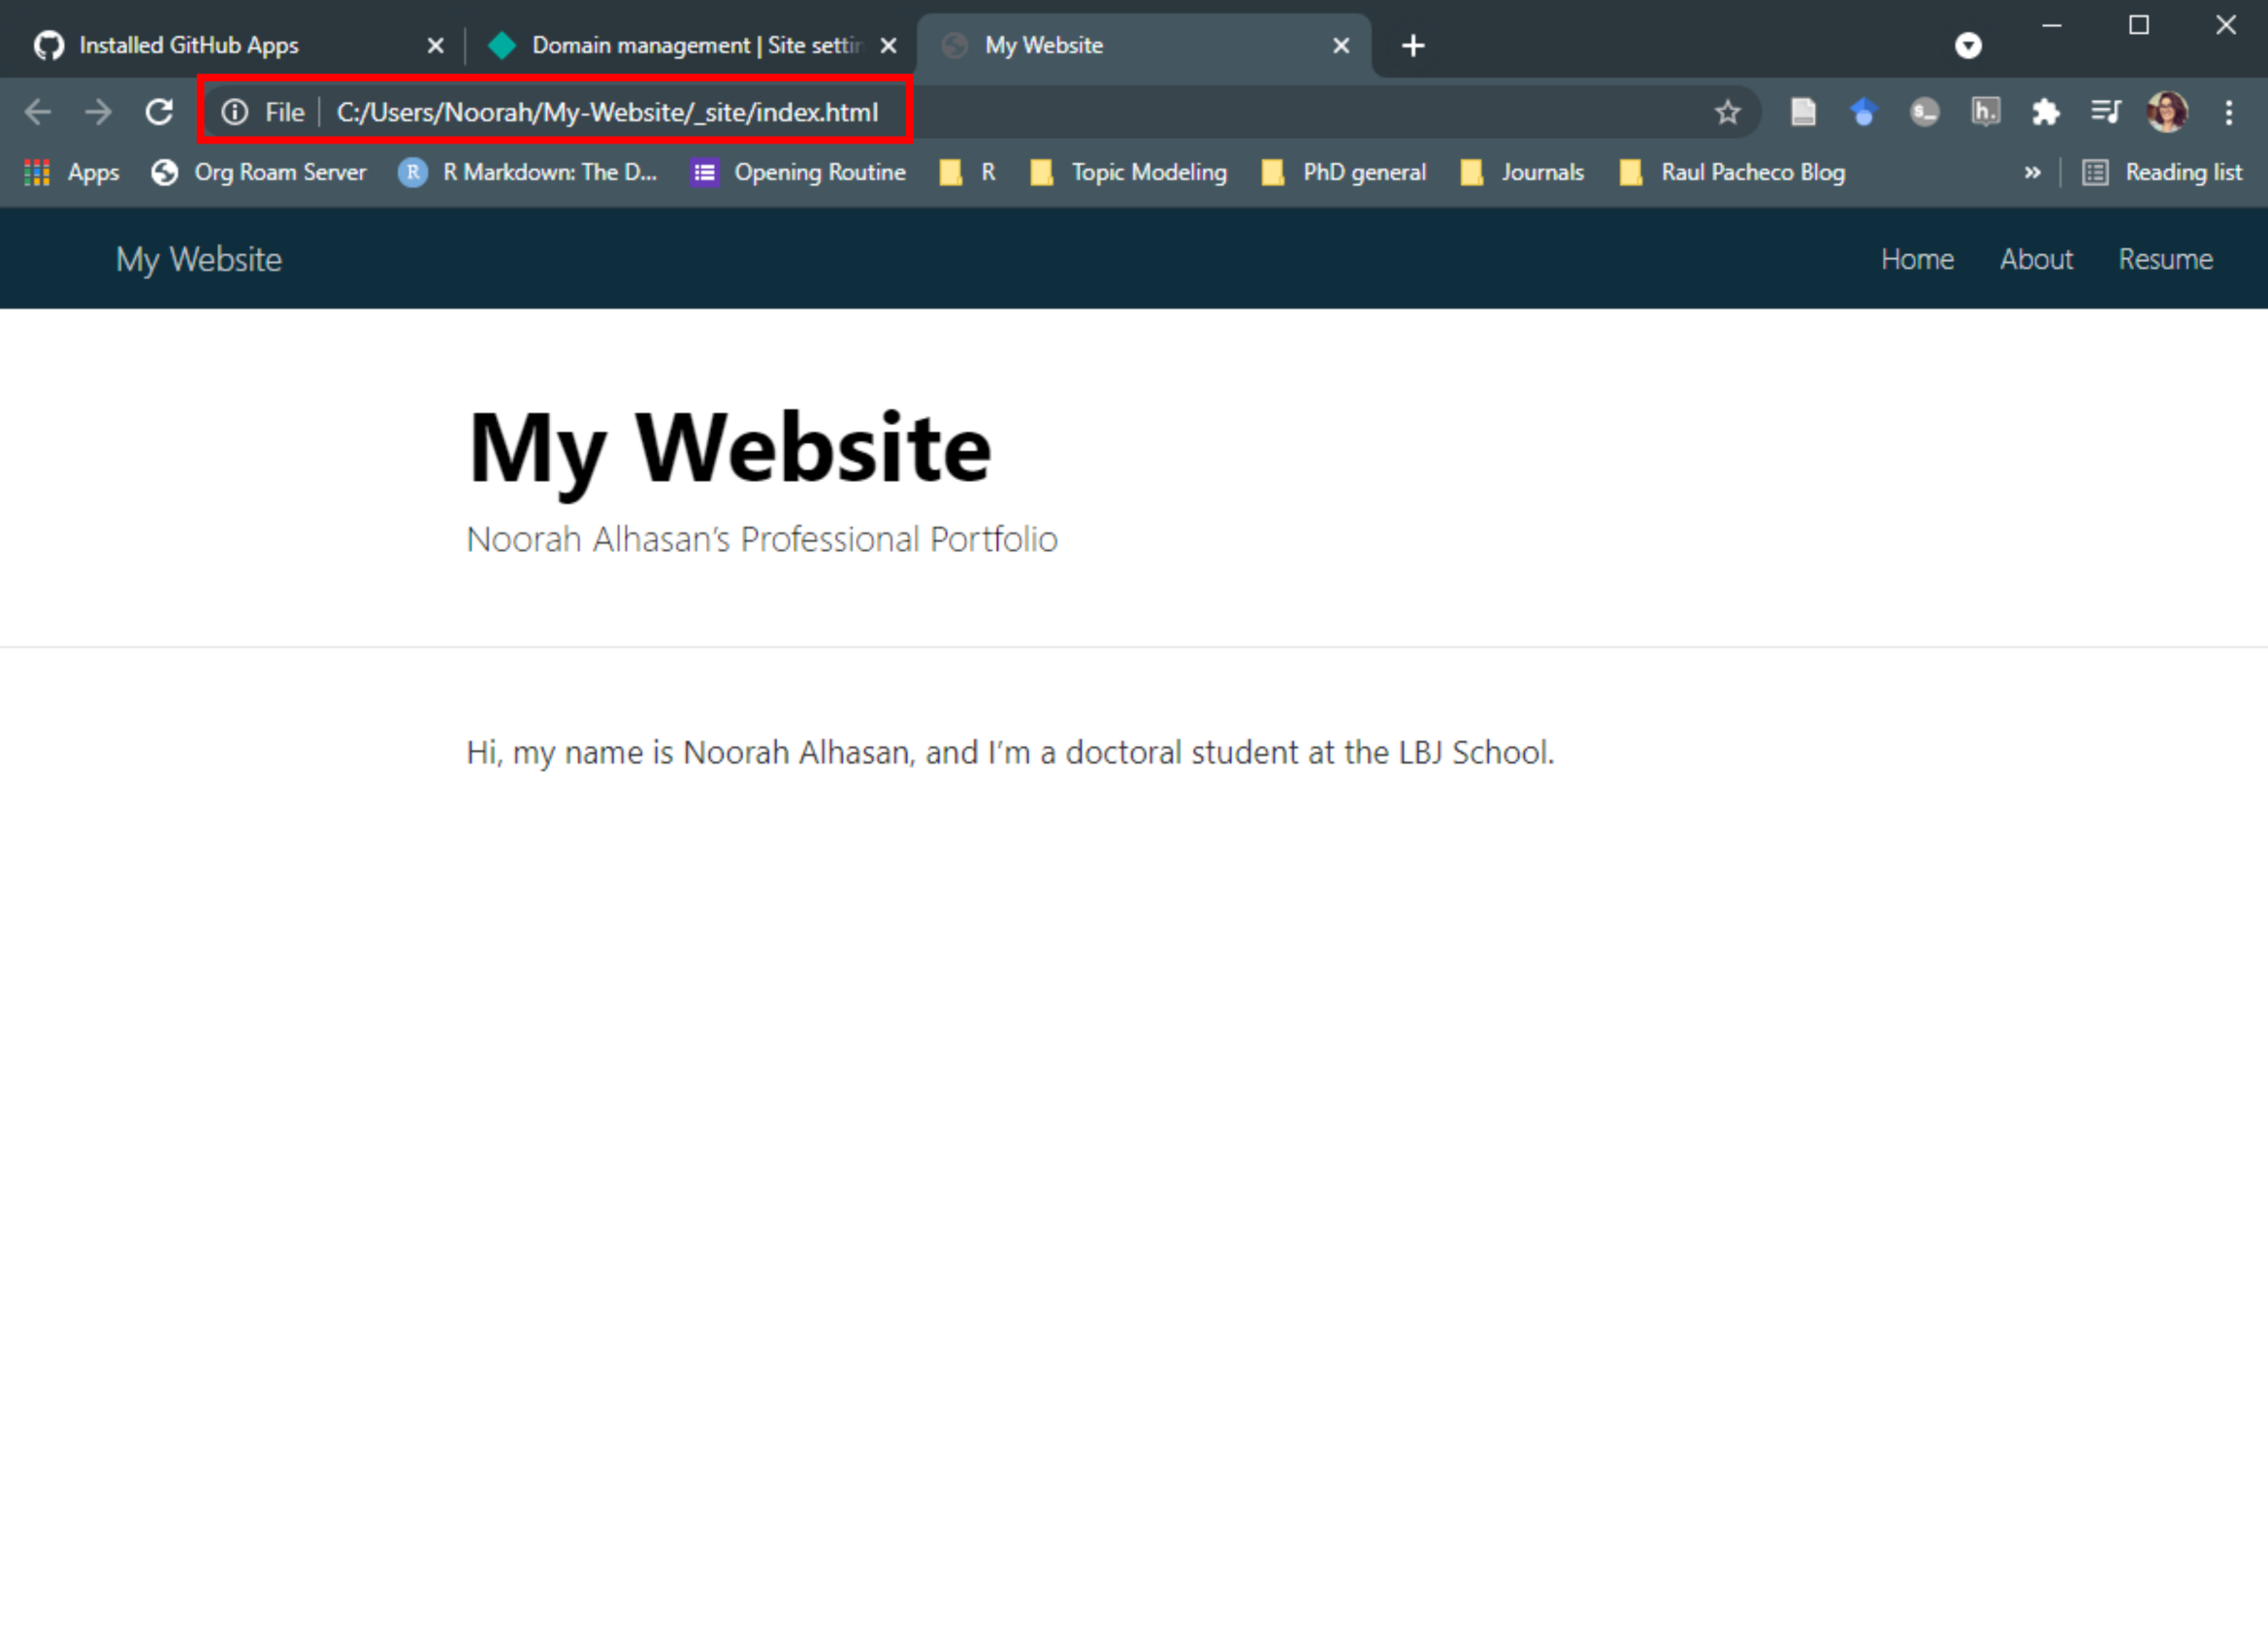 Installed GitHub Apps
Domain management | Site settin
My Website
File | C:/Users/Noorah/My-Website/_site/index.html
Apps
Org Roam Server
R Markdown: The D...
Opening Routine
R
Topic Modeling
PhD general
Journals
Raul Pacheco Blog
»
Reading list
My Website
Home
About
Resume
My Website
Noorah Alhasan’s Professional Portfolio
Hi, my name is Noorah Alhasan, and I’m a doctoral student at the LBJ School.